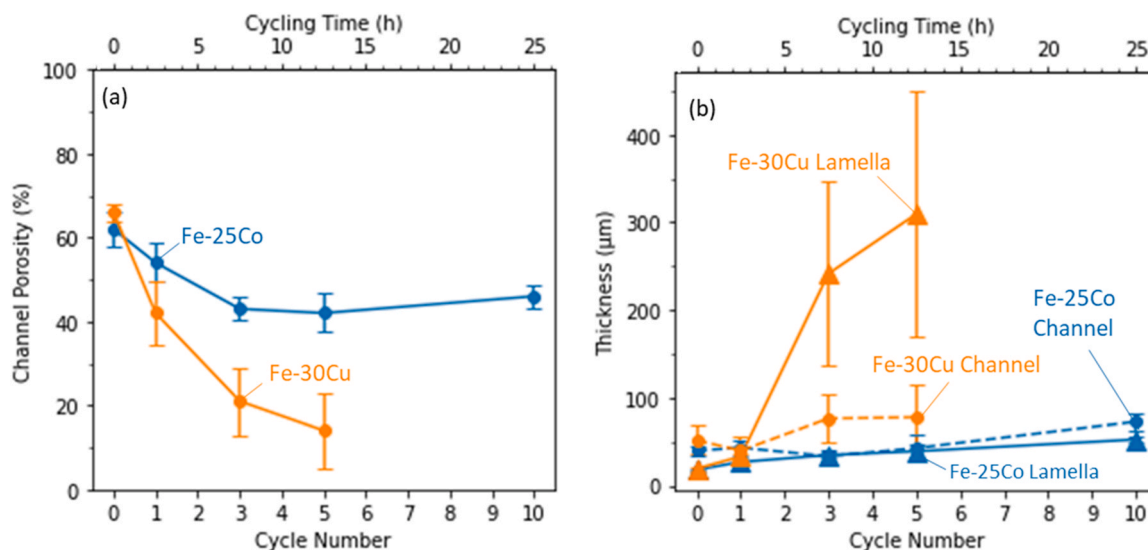 Cycling Time (h)
0 5 10 15 20 25
100
80
60
40
20
0
Channel Porosity (%)
(a)
Fe-25Co
Fe-30Cu
0 1 2 3 4 5 6 7 8 9 10
Cycle Number
Cycling Time (h)
0 5 10 15 20 25
400
300
200
100
0
Thickness (µm)
(b)
Fe-30Cu Lamella
Fe-25Co
Channel
Fe-30Cu Channel
Fe-25Co Lamella
0 1 2 3 4 5 6 7 8 9 10
Cycle Number